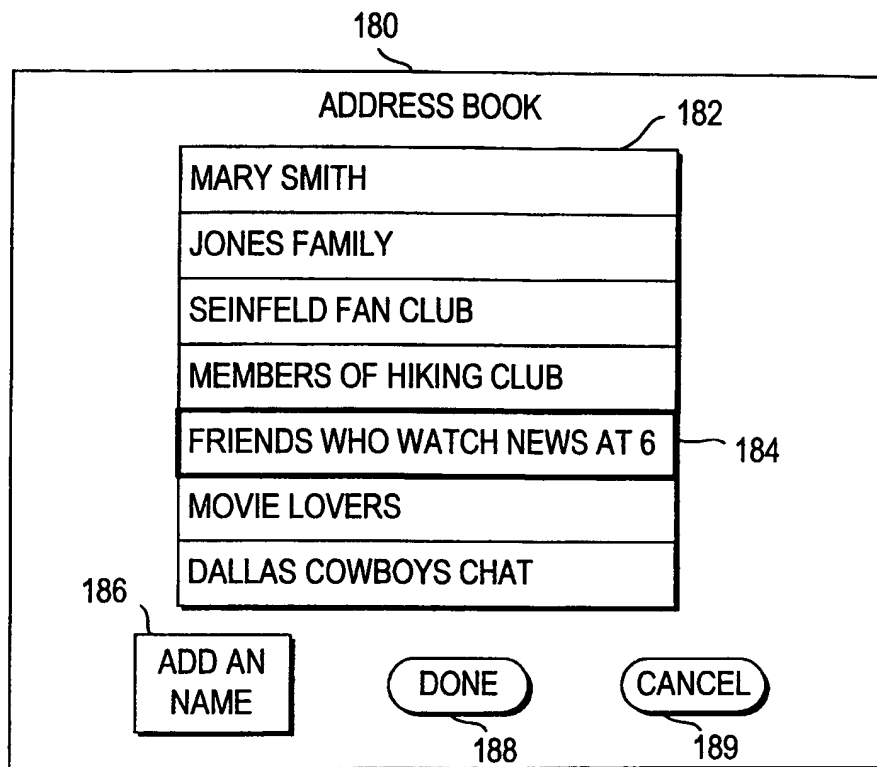 180
ADDRESS BOOK
182
MARY SMITH
JONES FAMILY
SEINFELD FAN CLUB
MEMBERS OF HIKING CLUB
FRIENDS WHO WATCH NEWS AT 6
184
MOVIE LOVERS
DALLAS COWBOYS CHAT
186
ADD AN
NAME
DONE
CANCEL
188
189